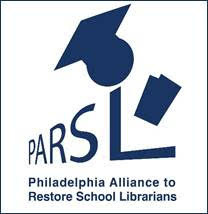 PARSL
Philadelphia Alliance to
Restore School Librarians